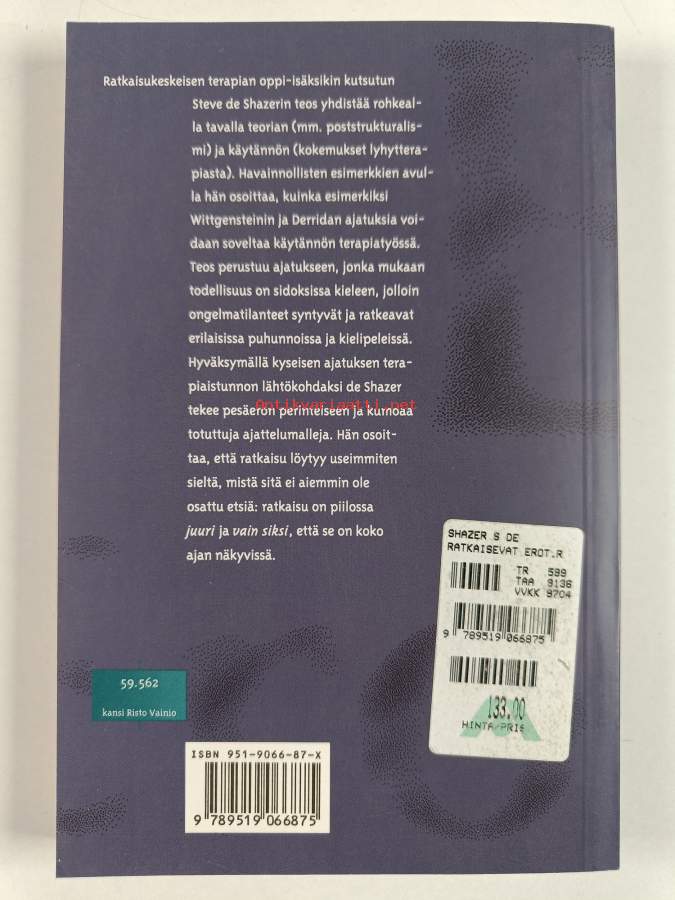 Ratkaisukeskeisen terapian oppi-isäksikin kutsutun
Steve de Shazerin teos yhdistää rohkeal-
la tavalla teorian (mm. poststrukturalis-
mi) ja käytännön (kokemukset lyhyttera-
piasta). Havainnollisten esimerkkien avul-
la hän osoittaa, kuinka esimerkiksi
Wittgensteinin ja Derridan ajatuksia voi-
daan soveltaa käytännön terapiatyössä.
Teos perustuu ajatukseen, jonka mukaan
todellisuus on sidoksissa kieleen, jolloin
ongelmatilanteet syntyvät ja ratkeavat
erilaisissa puhunnoissa ja kielipeleissä.
Hyväksymällä kyseisen ajatuksen tera-
piaistunnon lähtökohdaksi de Shazer
Antikvariaatti.net
tekee pesäeron perinteiseen ja kumoaa
totuttuja ajattelumalleja. Hän osoit-
taa, että ratkaisu löytyy useimmiten
sieltä, mistä sitä ei aiemmin ole
osattu etsiä: ratkaisu on piilossa
juuri ja vain siksi, että se on koko
ajan näkyvissä.
SHAZER S DE
RATKAISEVAT EROT.R
TR 599
TAA 9136
VVKK 9704
9 789519 066875
133.00
HINTA/PRIS
59.562
kansi Risto Vainio
ISBN 951-9066-87-X
9 789519 066875